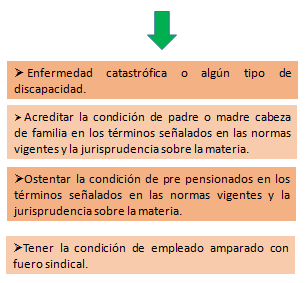 ➢ Enfermedad catastrófica o algún tipo de
discapacidad.
➢ Acreditar la condición de padre o madre cabeza
de familia en los términos señalados en las normas
vigentes y la jurisprudencia sobre la materia.
➢Ostentar la condición de pre pensionados en los
términos señalados en las normas vigentes y la
jurisprudencia sobre la materia.
➢Tener la condición de empleado amparado con
fuero sindical.